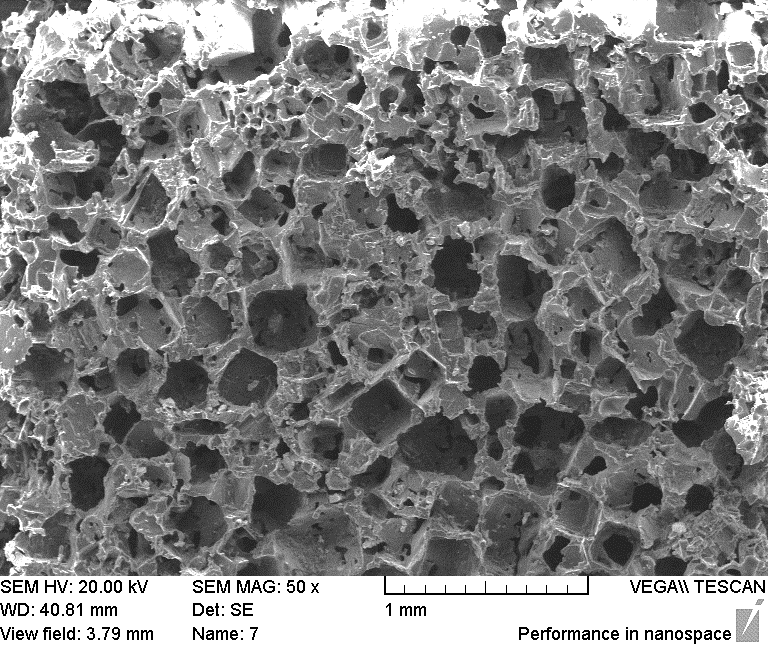 SEM HV: 20.00 kV SEM MAG: 50 x VEGA\\ TESCAN
WD: 40.81 mm Det: SE 1 mm
View field: 3.79 mm Name: 7 Performance in nanospace